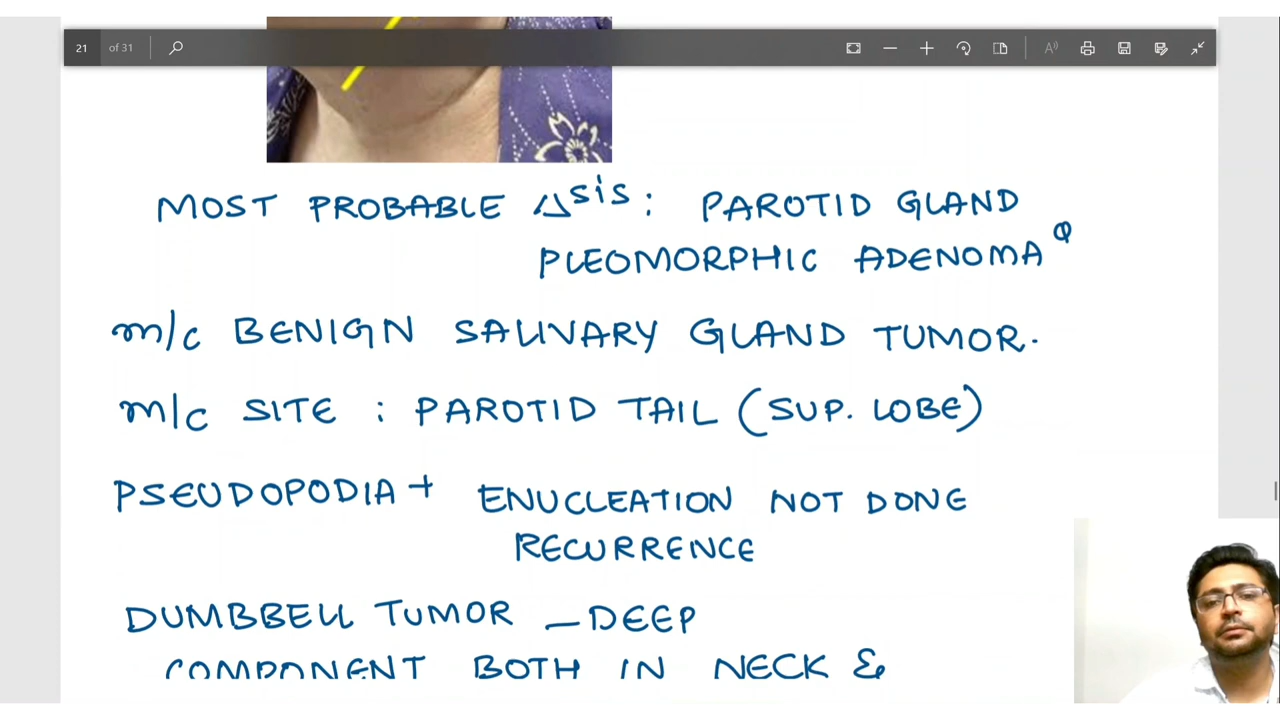 21 of 31
MOST PROBABLE Δsis : PAROTID GLAND
PLEOMORPHIC ADENOMA
m/c BENIGN SALIVARY GLAND TUMOR.
m/c SITE : PAROTID TAIL (SUP. LOBE)
PSEUDOPODIA + ENUCLEATION NOT DONE
RECURRENCE
DUMBBELL TUMOR - DEEP
COMPONENT BOTH IN NECK &